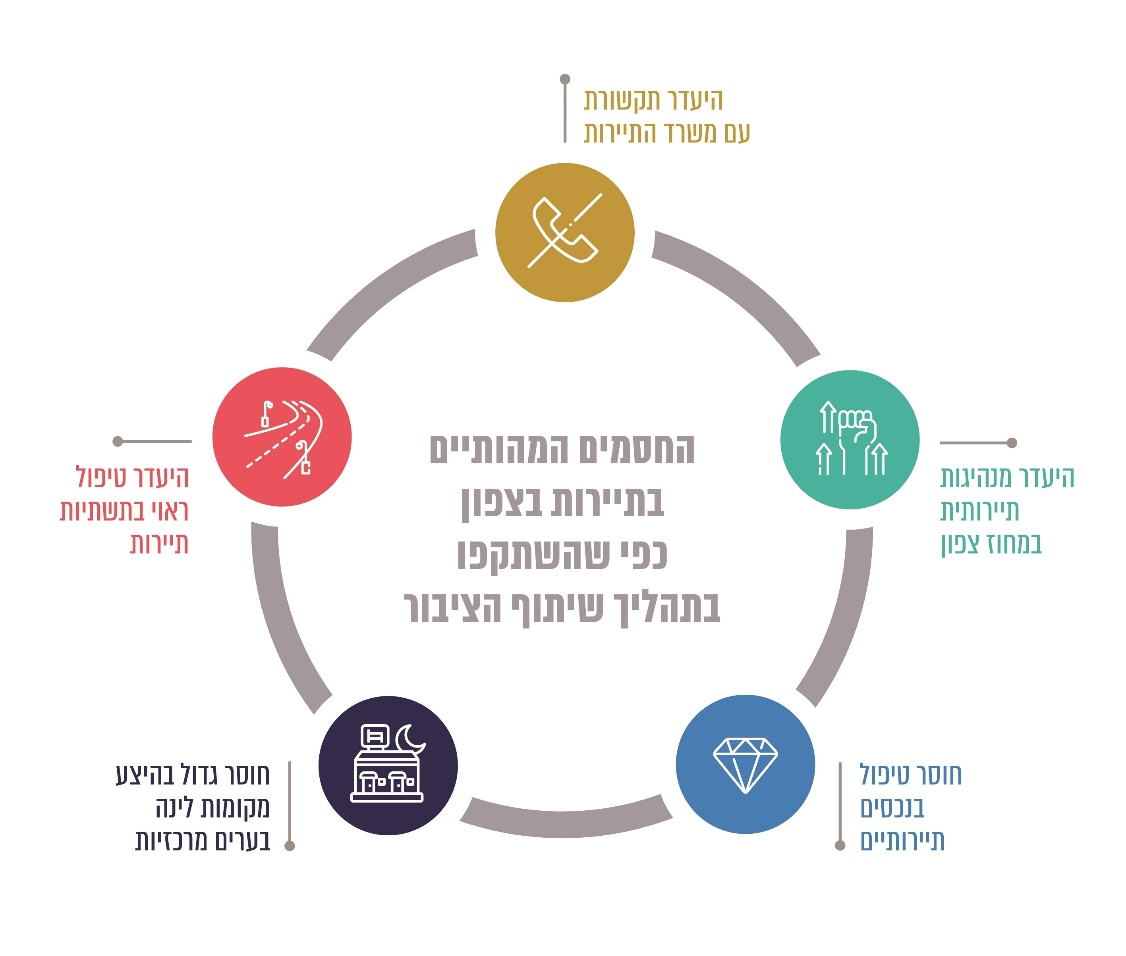 היעדר תקשורת
עם משרד התיירות
היעדר מנהיגות
תיירותית
במחוז צפון
היעדר טיפול
ראוי בתשתיות
תיירות
החסמים המהותיים
בתיירות בצפון
כפי שהשתקפו
בתהליך שיתוף הציבור
חוסר טיפול
בנכסים
תיירותיים
חוסר גדול בהיצע
מקומות לינה
בערים מרכזיות